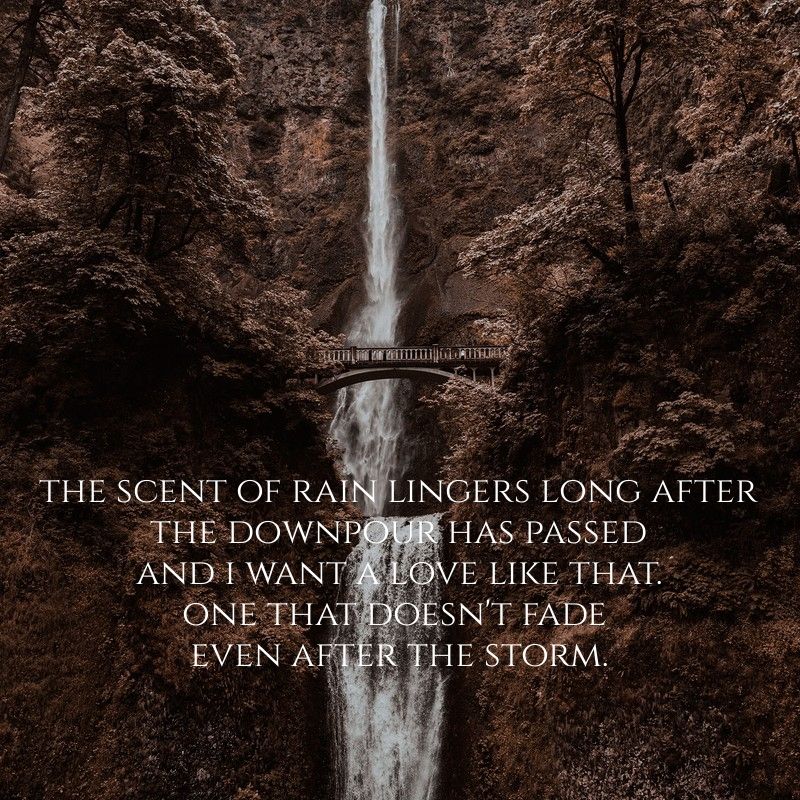 THE SCENT OF RAIN LINGERS LONG AFTER
THE DOWNPOUR HAS PASSED
AND I WANT A LOVE LIKE THAT.
ONE THAT DOESN'T FADE
EVEN AFTER THE STORM.